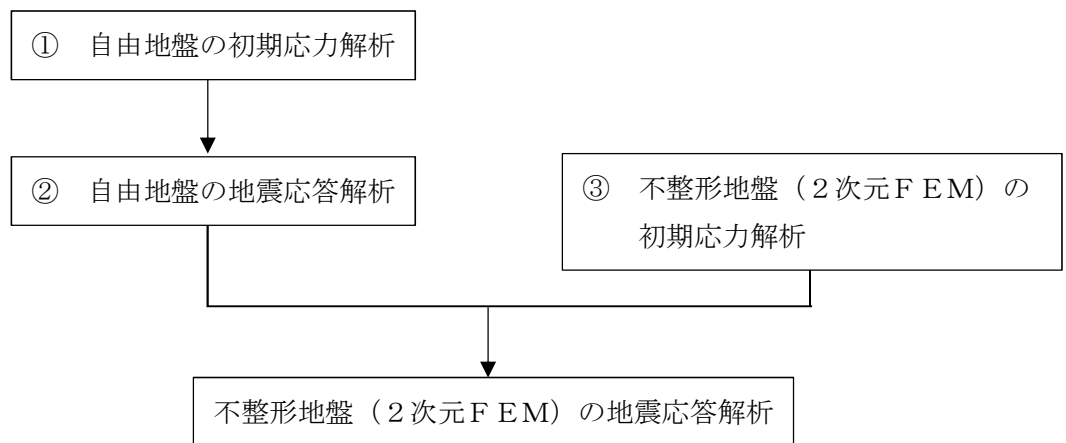 ① 自由地盤の初期応力解析
② 自由地盤の地震応答解析
③ 不整形地盤（２次元ＦＥＭ）の
初期応力解析
不整形地盤（２次元ＦＥＭ）の地震応答解析